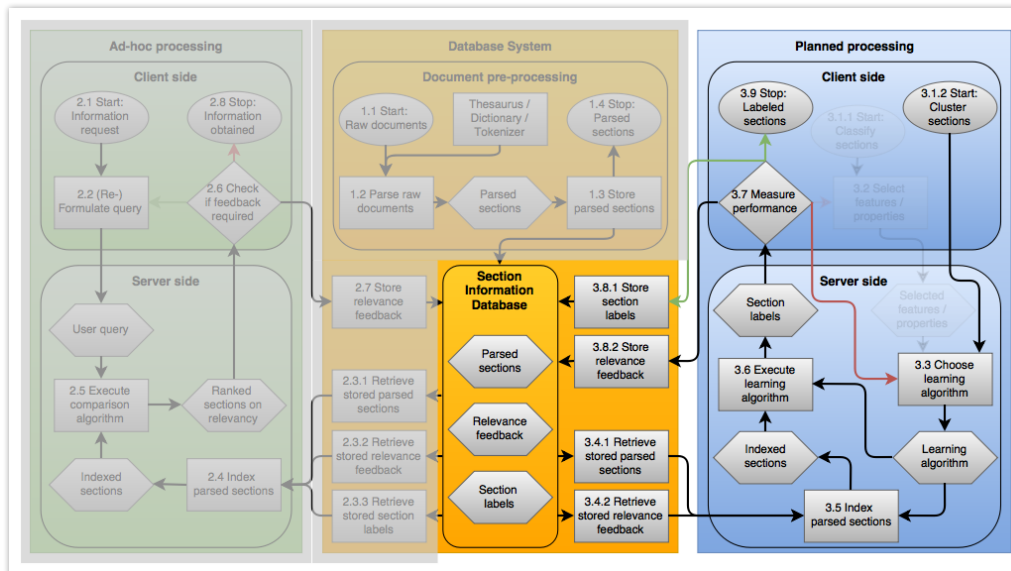 Ad-hoc processing
Client side
2.1 Start:
Information
request
2.8 Stop:
Information
obtained
2.2 (Re-)
Formulate query
2.6 Check
if feedback
required
Server side
User query
2.5 Execute
comparison
algorithm
Ranked
sections on
relevancy
Indexed
sections
2.4 Index
parsed sections
Database System
Document pre-processing
1.1 Start:
Raw documents
Thesaurus /
Dictionary /
Tokenizer
1.4 Stop:
Parsed
sections
1.2 Parse raw
documents
Parsed
sections
1.3 Store
parsed sections
2.7 Store
relevance
feedback
2.3.1 Retrieve
stored parsed
sections
2.3.2 Retrieve
stored relevance
feedback
2.3.3 Retrieve
stored section
labels
Section
Information
Database
Parsed
sections
Relevance
feedback
Section
labels
3.8.1 Store
section
labels
3.8.2 Store
relevance
feedback
3.4.1 Retrieve
stored parsed
sections
3.4.2 Retrieve
stored relevance
feedback
Planned processing
Client side
3.9 Stop:
Labeled
sections
3.1.1 Start:
Classify
sections
3.1.2 Start:
Cluster
sections
3.7 Measure
performance
3.2 Select
features /
properties
Server side
Section
labels
Selected
features /
properties
3.6 Execute
learning
algorithm
3.3 Choose
learning
algorithm
Indexed
sections
Learning
algorithm
3.5 Index
parsed sections